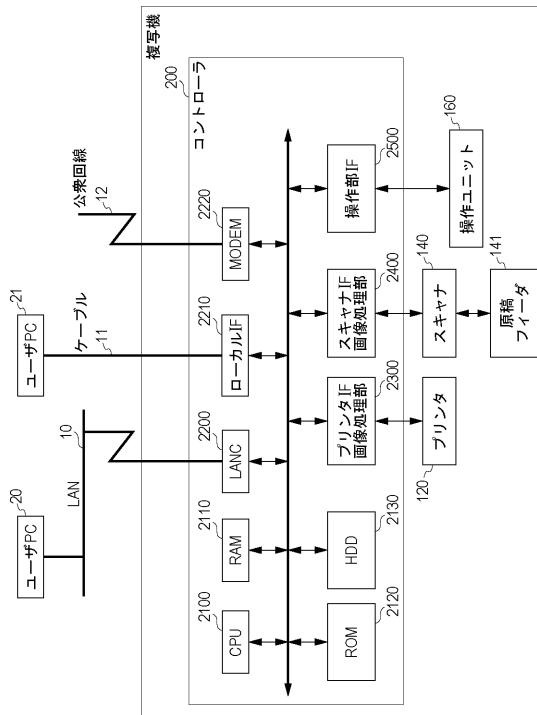 複写機
コントローラ
200
ユーザPC
20
LAN
10
ユーザPC
21
ケーブル
11
公衆回線
12
CPU
2100
RAM
2110
LANC
2200
ローカルIF
2210
MODEM
2220
ROM
2120
HDD
2130
プリンタIF
画像処理部
2300
スキャナIF
画像処理部
2400
操作部IF
2500
プリンタ
120
スキャナ
140
操作ユニット
160
原稿
フィーダ
141